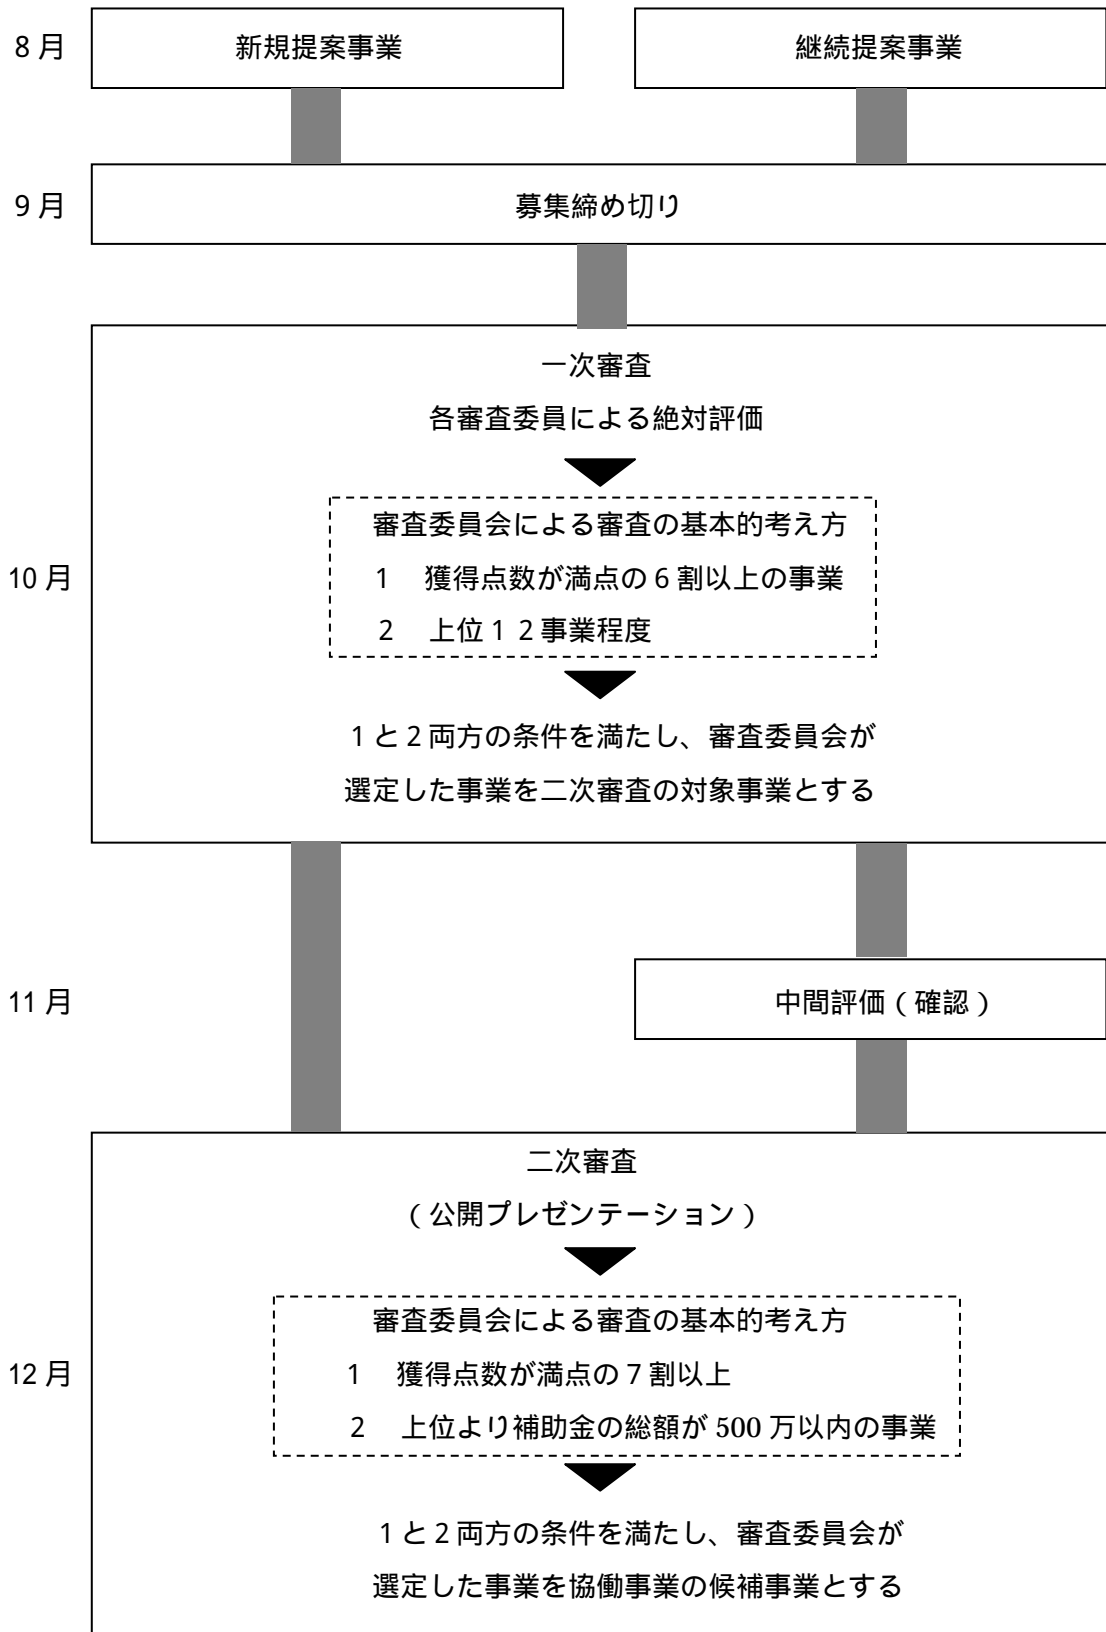 8月
新規提案事業
継続提案事業
9月
募集締め切り
一次審査
各審査委員による絶対評価
審査委員会による審査の基本的考え方
1 獲得点数が満点の6割以上の事業
2 上位12事業程度
10月
1と2両方の条件を満たし、審査委員会が
選定した事業を二次審査の対象事業とする
11月
中間評価(確認)
二次審査
(公開プレゼンテーション)
審査委員会による審査の基本的考え方
1 獲得点数が満点の7割以上
2 上位より補助金の総額が500万以内の事業
12月
1と2両方の条件を満たし、審査委員会が
選定した事業を協働事業の候補事業とする